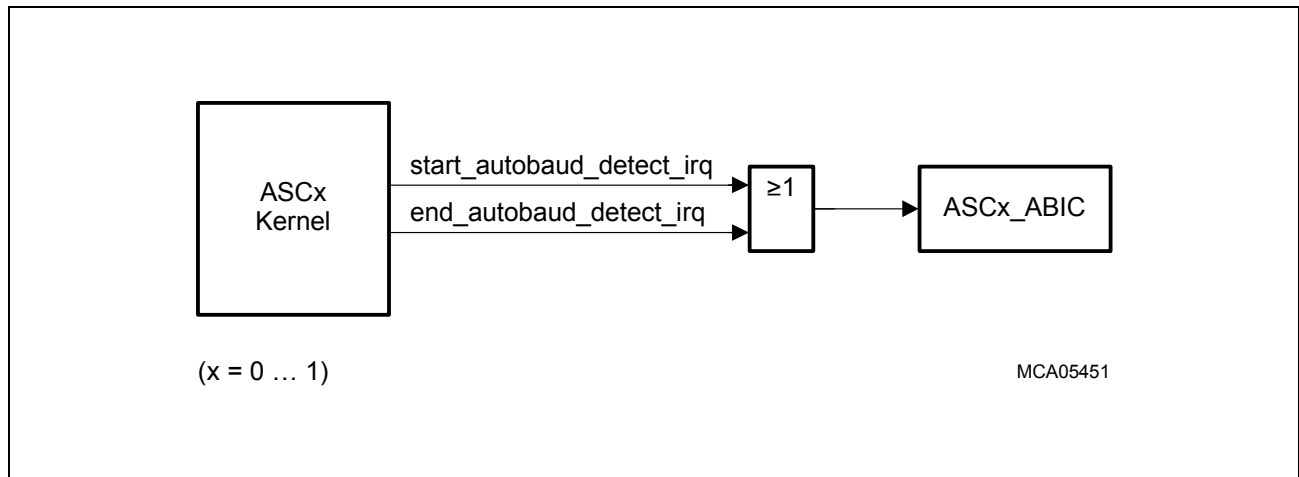 ASCx
Kernel
start_autobaud_detect_irq
end_autobaud_detect_irq
≥1
ASCx_ABIC
(x = 0 … 1)
MCA05451